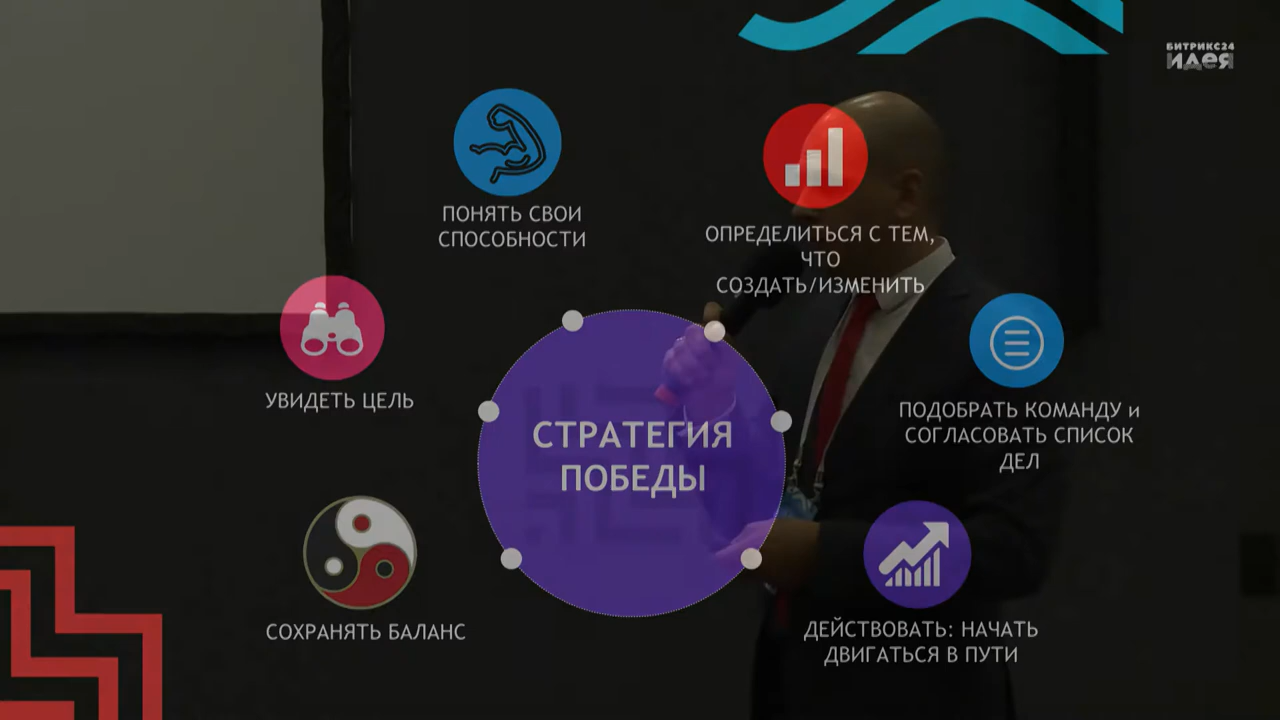 БИТРИКС24
ИДЕЯ
ПОНЯТЬ СВОИ
СПОСОБНОСТИ
ОПРЕДЕЛИТЬСЯ С ТЕМ,
ЧТО
СОЗДАТЬ/ИЗМЕНИТЬ
УВИДЕТЬ ЦЕЛЬ
ПОДОБРАТЬ КОМАНДУ и
СОГЛАСОВАТЬ СПИСОК
ДЕЛ
СТРАТЕГИЯ
ПОБЕДЫ
СОХРАНЯТЬ БАЛАНС
ДЕЙСТВОВАТЬ: НАЧАТЬ
ДВИГАТЬСЯ В ПУТИ